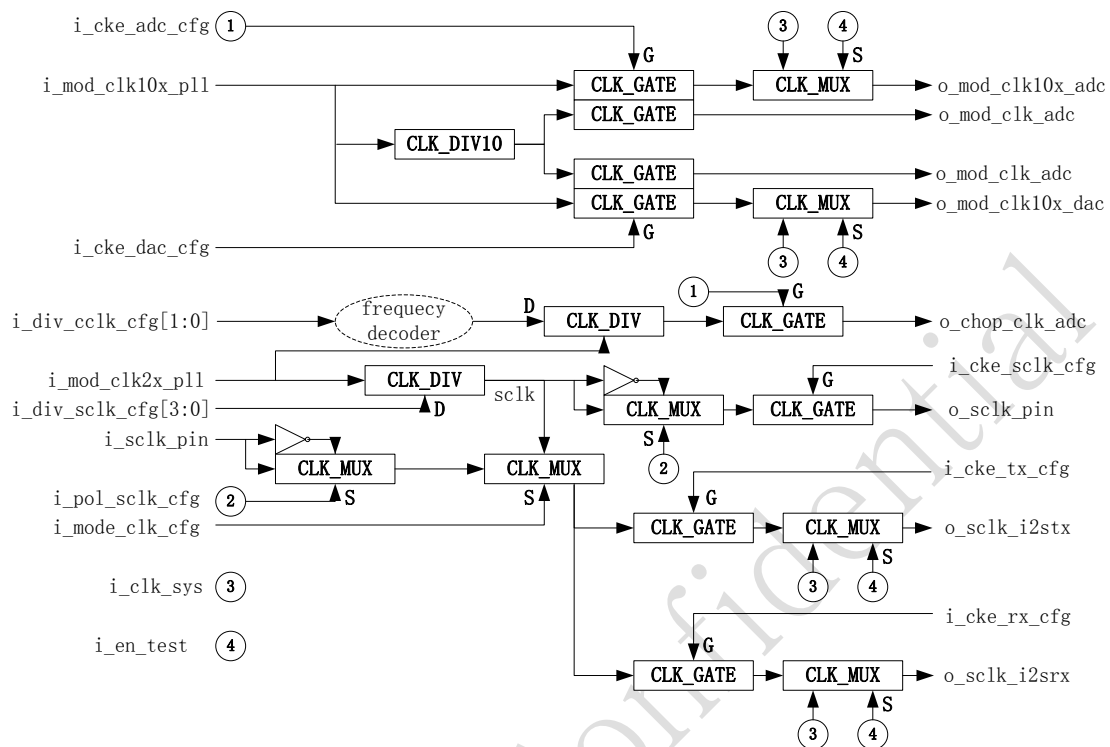 i_cke_adc_cfg 1 3 4
G S
i_mod_clk10x_pll CLK_GATE CLK_MUX o_mod_clk10x_adc
CLK_GATE o_mod_clk_adc
CLK_DIV10
CLK_GATE o_mod_clk_adc
CLK_GATE CLK_MUX o_mod_clk10x_dac
G S
i_cke_dac_cfg 3 4
1 G
i_div_cclk_cfg[1:0] frequecy D
decoder CLK_DIV CLK_GATE o_chop_clk_adc
i_cke_sclk_cfg
i_mod_clk2x_pll CLK_DIV G
sclk
i_div_sclk_cfg[3:0] D CLK_MUX CLK_GATE o_sclk_pin
i_sclk_pin S
2
CLK_MUX CLK_MUX i_cke_tx_cfg
i_pol_sclk_cfg 2 S S G
i_mode_clk_cfg CLK_GATE CLK_MUX o_sclk_i2stx
S
i_clk_sys 3 3 4
i_cke_rx_cfg
i_en_test 4 G
CLK_GATE CLK_MUX o_sclk_i2srx
S
3 4
onfidential